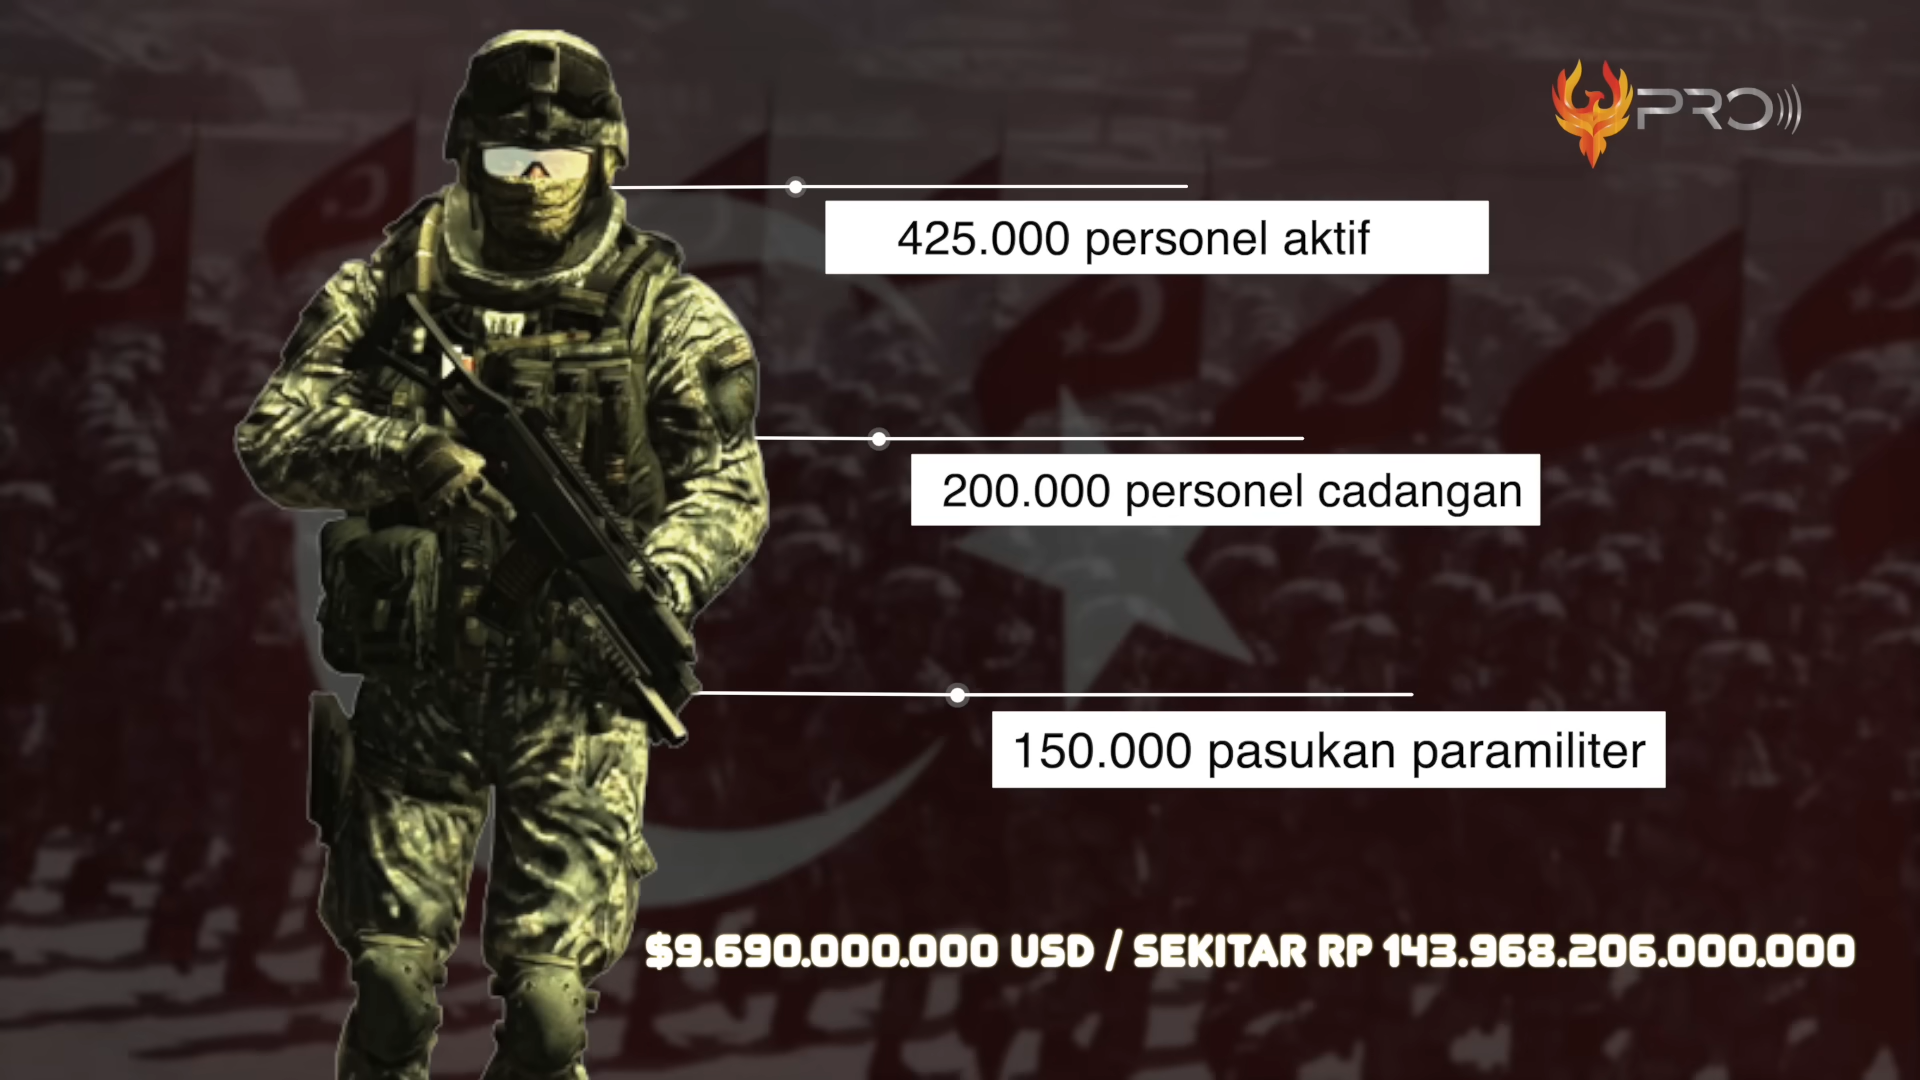 PRO
425.000 personel aktif
200.000 personel cadangan
150.000 pasukan paramiliter
$9.690.000.000 USD / SEKITAR RP 143.968.206.000.000